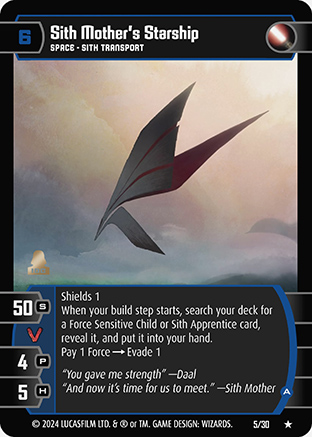 6
Sith Mother's Starship
SPACE - SITH TRANSPORT
50 S
4 P
5 H
Shields 1
When your build step starts, search your deck for
a Force Sensitive Child or Sith Apprentice card,
reveal it, and put it into your hand.
Pay 1 Force → Evade 1
"You gave me strength" —Daal
"And now it's time for us to meet." —Sith Mother
A
© 2024 LUCASFILM LTD. & ® or TM. GAME DESIGN: WIZARDS.
5/30 ★